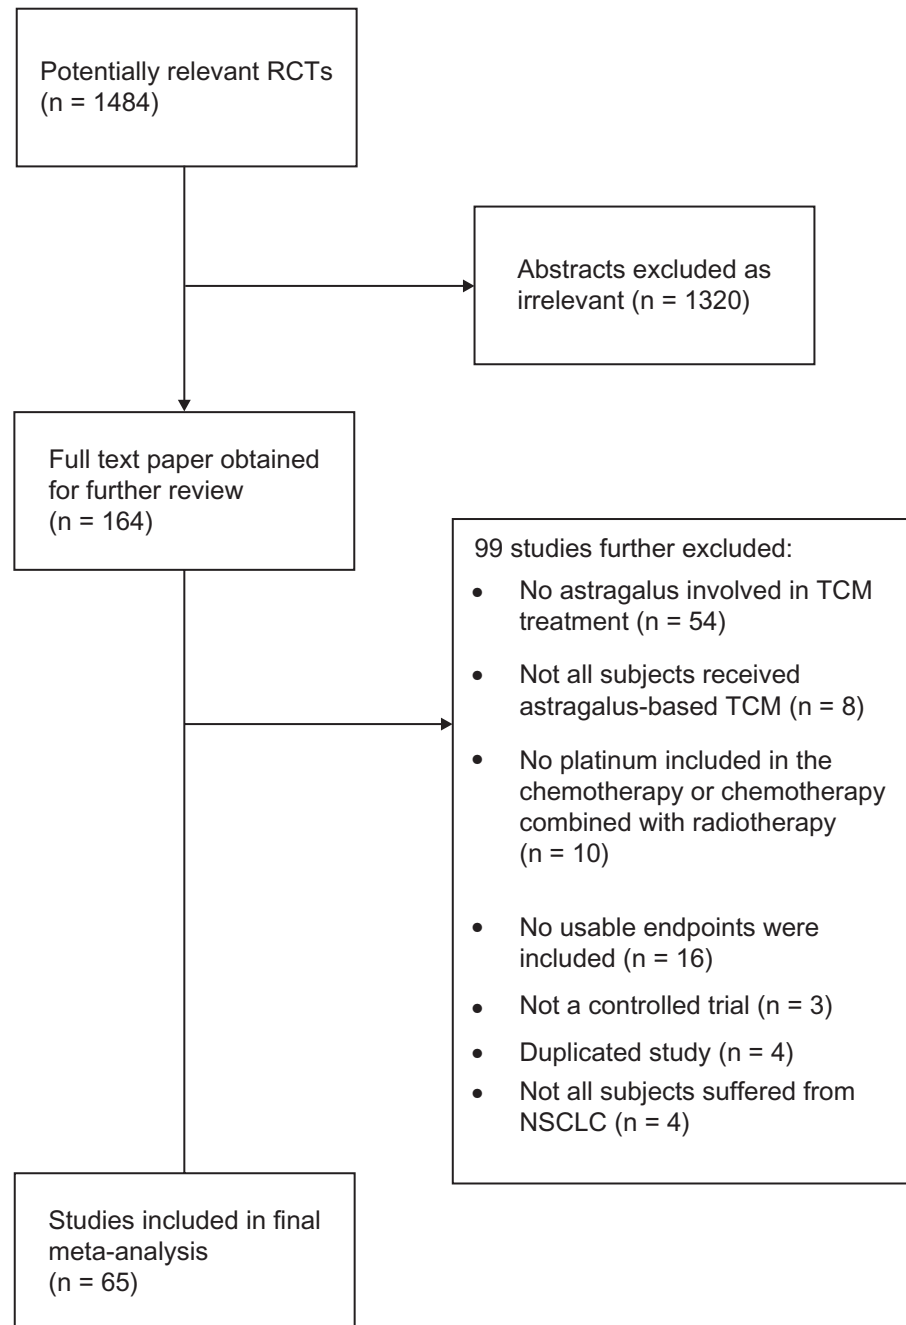 Potentially relevant RCTs
(n = 1484)
Abstracts excluded as
irrelevant (n = 1320)
Full text paper obtained
for further review
(n = 164)
99 studies further excluded:
• No astragalus involved in TCM
treatment (n = 54)
• Not all subjects received
astragalus-based TCM (n = 8)
• No platinum included in the
chemotherapy or chemotherapy
combined with radiotherapy
(n = 10)
• No usable endpoints were
included (n = 16)
• Not a controlled trial (n = 3)
• Duplicated study (n = 4)
• Not all subjects suffered from
NSCLC (n = 4)
Studies included in final
meta-analysis
(n = 65)